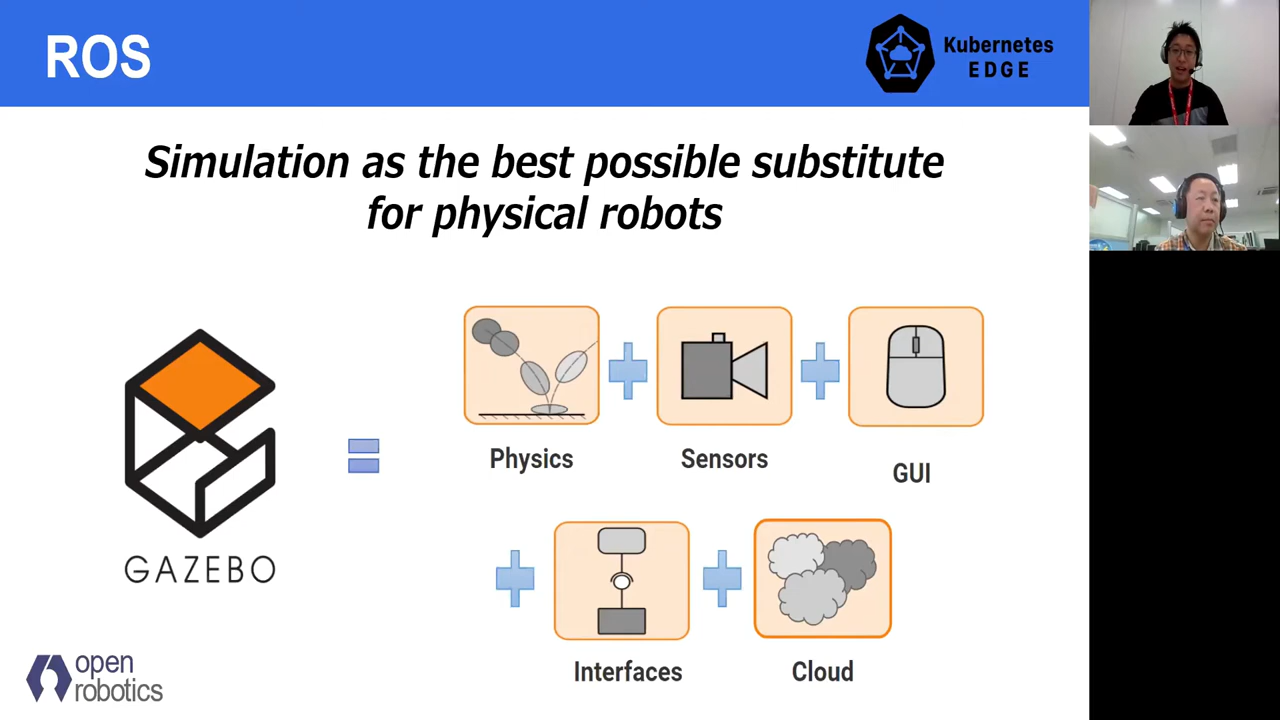 ROS
Kubernetes
EDGE
Simulation as the best possible substitute
for physical robots
Physics
Sensors
GUI
GAZEBO
Interfaces
Cloud
open
robotics